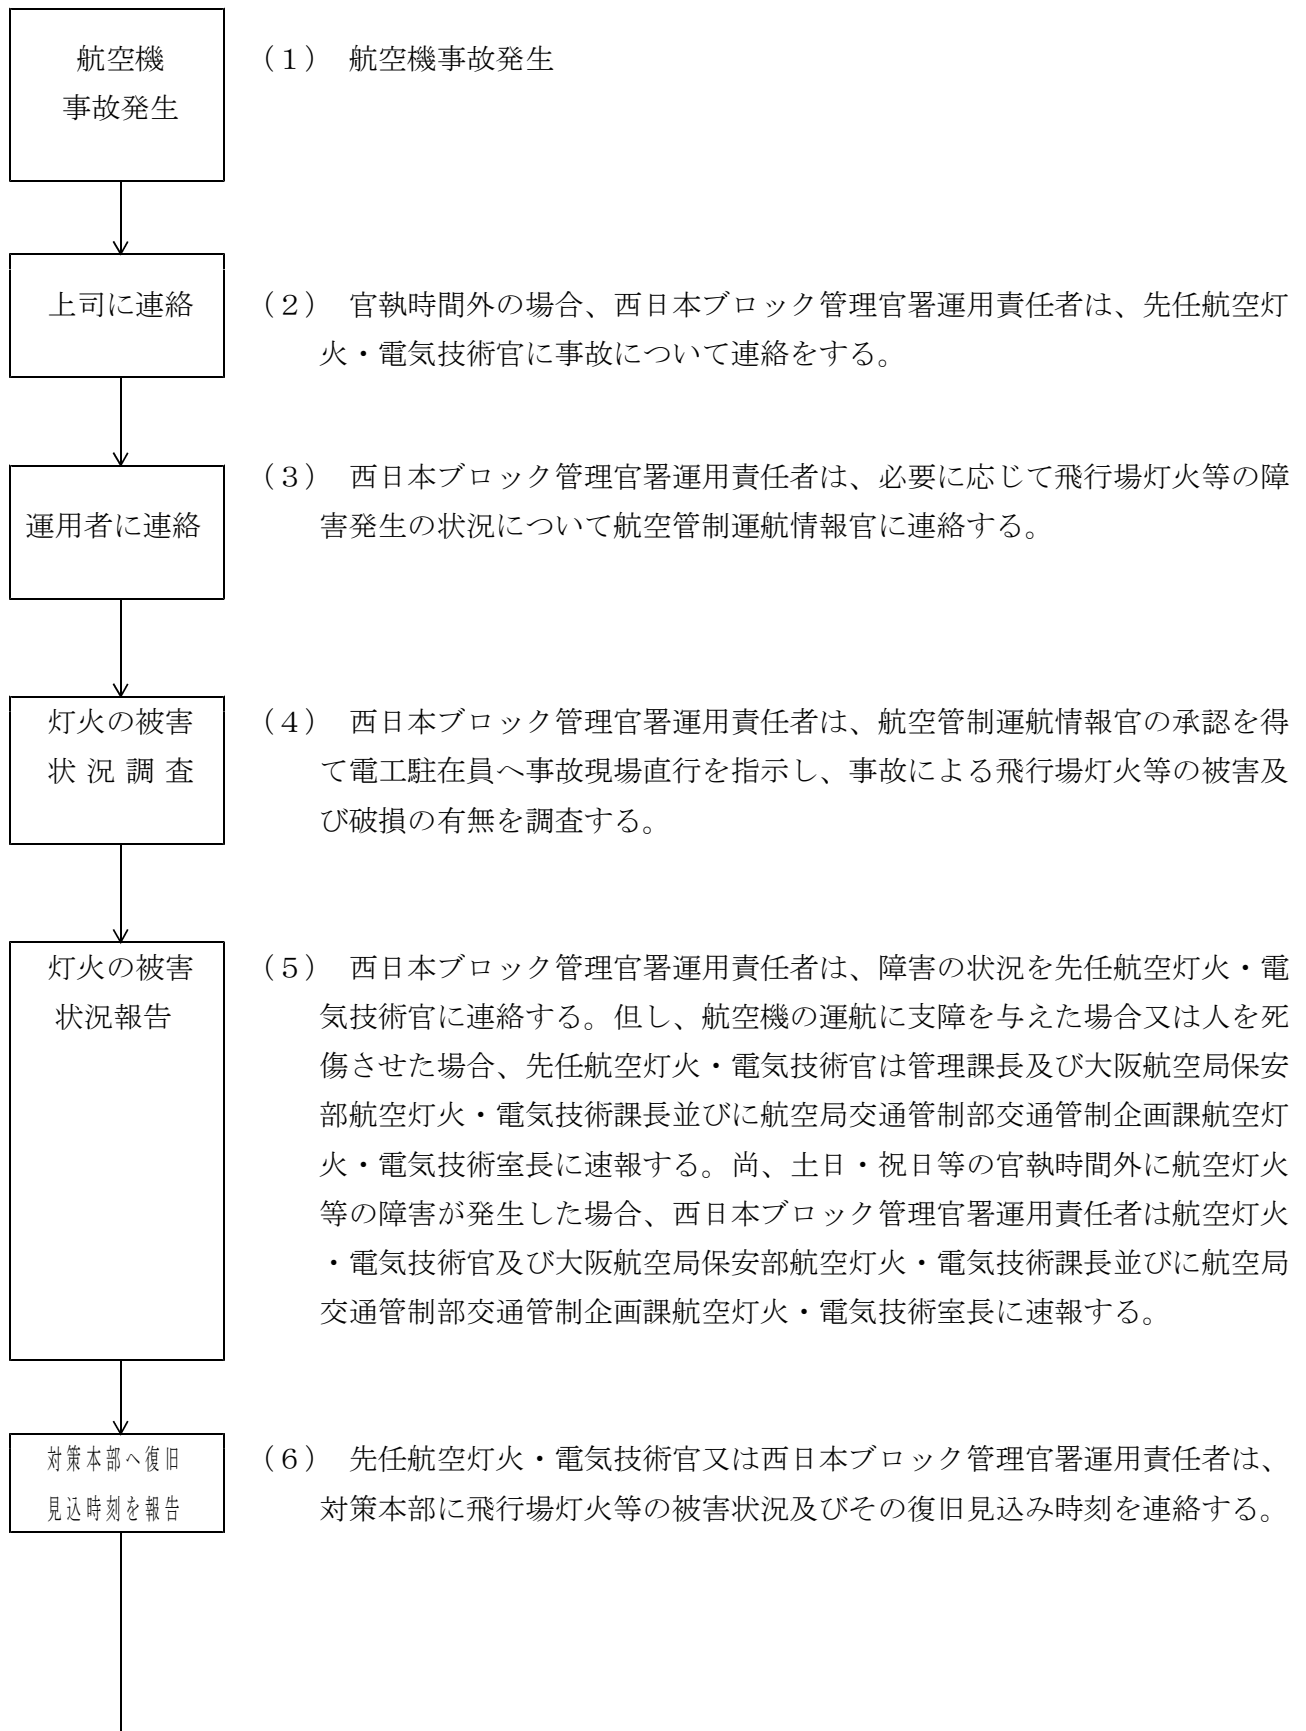 航空機
事故発生
（１） 航空機事故発生
上司に連絡
（２） 官執時間外の場合、西日本ブロック管理官署運用責任者は、先任航空灯
火・電気技術官に事故について連絡をする。
運用者に連絡
（３） 西日本ブロック管理官署運用責任者は、必要に応じて飛行場灯火等の障
害発生の状況について航空管制運航情報官に連絡する。
灯火の被害
状 況 調 査
（４） 西日本ブロック管理官署運用責任者は、航空管制運航情報官の承認を得
て電工駐在員へ事故現場直行を指示し、事故による飛行場灯火等の被害及
び破損の有無を調査する。
灯火の被害
状況報告
（５） 西日本ブロック管理官署運用責任者は、障害の状況を先任航空灯火・電
気技術官に連絡する。但し、航空機の運航に支障を与えた場合又は人を死
傷させた場合、先任航空灯火・電気技術官は管理課長及び大阪航空局保安
部航空灯火・電気技術課長並びに航空局交通管制部交通管制企画課航空灯
火・電気技術室長に速報する。尚、土日・祝日等の官執時間外に航空灯火
等の障害が発生した場合、西日本ブロック管理官署運用責任者は航空灯火
・電気技術官及び大阪航空局保安部航空灯火・電気技術課長並びに航空局
交通管制部交通管制企画課航空灯火・電気技術室長に速報する。
対策本部へ復旧
見込時刻を報告
（６） 先任航空灯火・電気技術官又は西日本ブロック管理官署運用責任者は、
対策本部に飛行場灯火等の被害状況及びその復旧見込み時刻を連絡する。